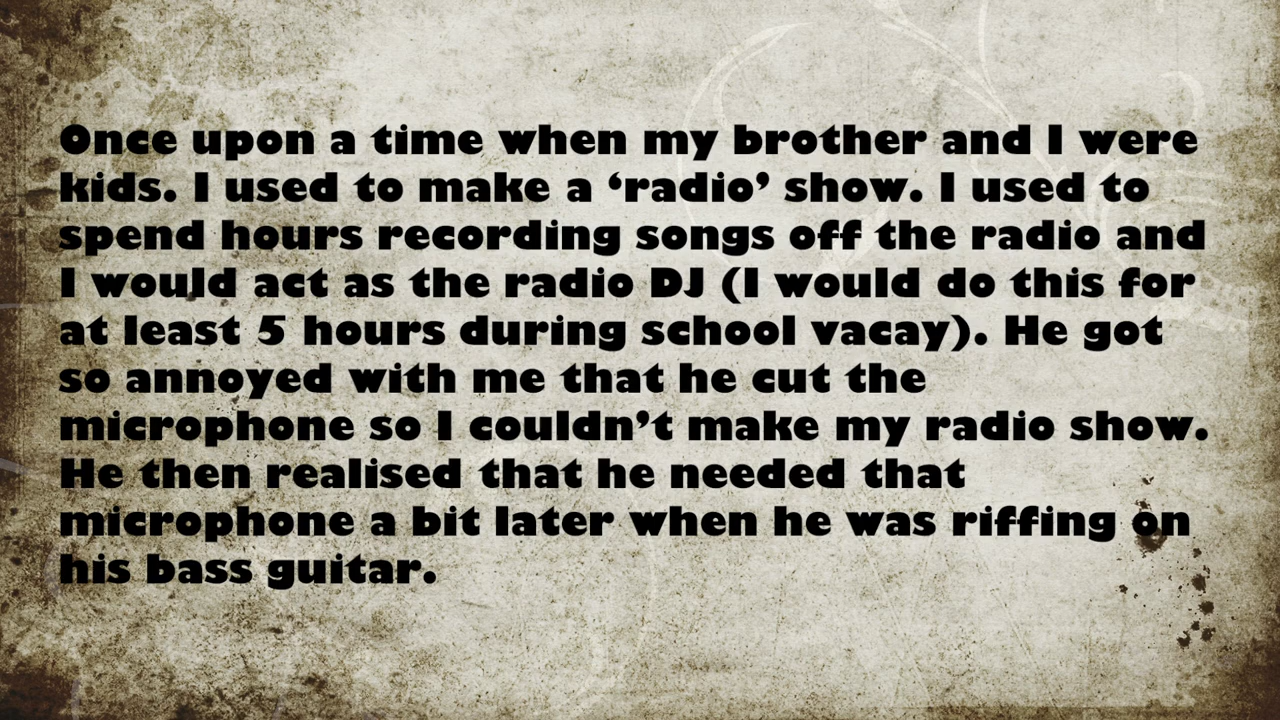 Once upon a time when my brother and I were
kids. I used to make a ‘radio’ show. I used to
spend hours recording songs off the radio and
I would act as the radio DJ (I would do this for
at least 5 hours during school vacay). He got
so annoyed with me that he cut the
microphone so I couldn’t make my radio show.
He then realised that he needed that
microphone a bit later when he was riffing on
his bass guitar.